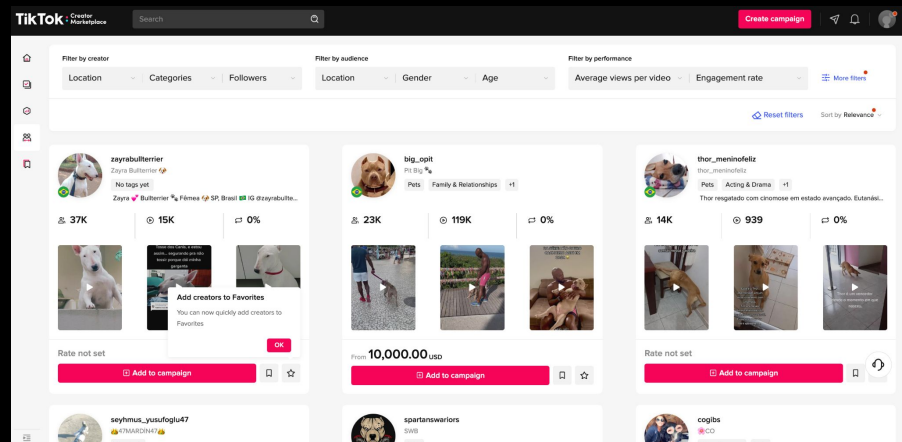 TikTok: Creator Marketplace
Search
Create campaign
Filter by creator
Location
Categories
Followers
Filter by audience
Location
Gender
Age
Filter by performance
Average views per video
Engagement rate
More filters
Reset filters
Sort by Relevance
zayrabullterrier
Zayra Bullterrier 🐶
No tags yet
Zayra 💕 Bullterrier 🐾 Fêmea 🐶 SP, Brasil 🇧🇷 IG @zayrabullte...
37K
15K
0%
Add creators to Favorites
You can now quickly add creators to
Favorites
OK
Rate not set
Add to campaign
big_opit
Pit Big 🐾
Pets
Family & Relationships
+1
23K
119K
0%
From 10,000.00 USD
Add to campaign
thor_meninofeliz
thor_meninofeliz
Pets
Acting & Drama
+1
Thor resgatado com cinomose em estado avançado. Eutanási...
14K
939
0%
Rate not set
Add to campaign
seyhmus_yusufoglu47
47MARDİN47
spartanswariors
SWB
cogibs
🌸CO